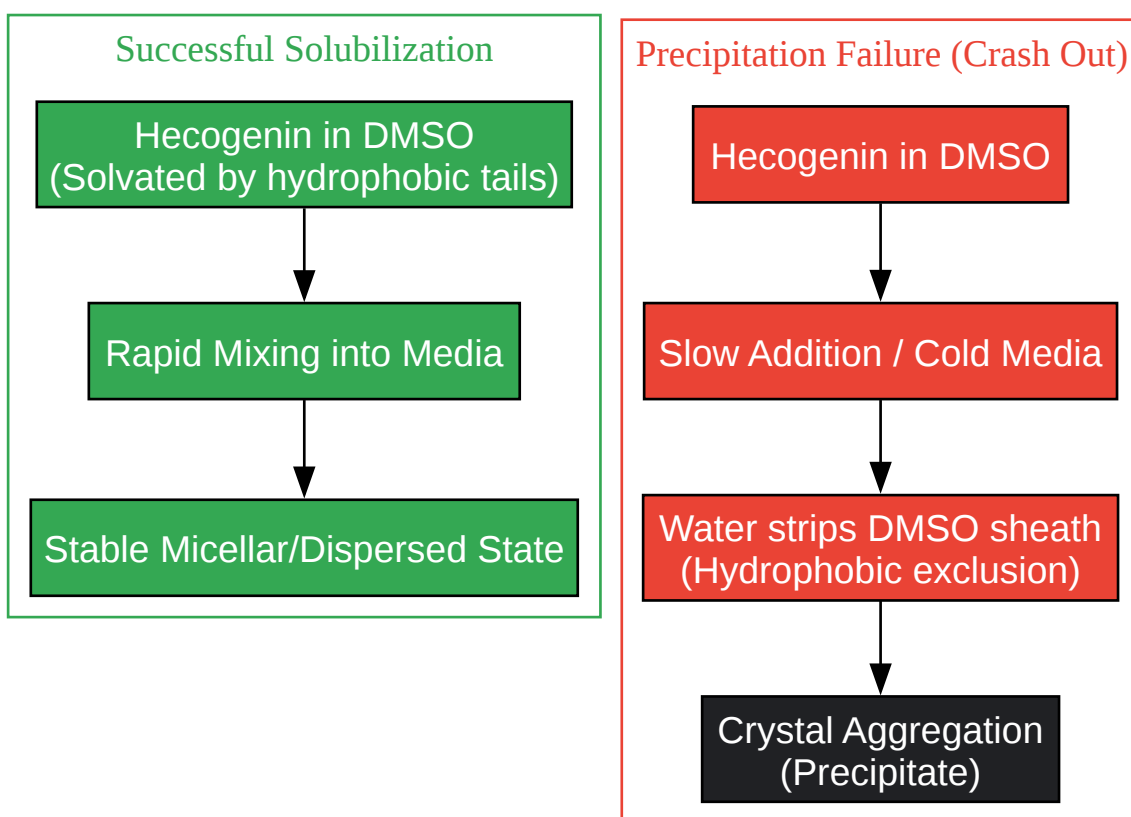 Successful Solubilization
Hecogenin in DMSO
(Solvated by hydrophobic tails)
Rapid Mixing into Media
Stable Micellar/Dispersed State
Precipitation Failure (Crash Out)
Hecogenin in DMSO
Slow Addition / Cold Media
Water strips DMSO sheath
(Hydrophobic exclusion)
Crystal Aggregation
(Precipitate)